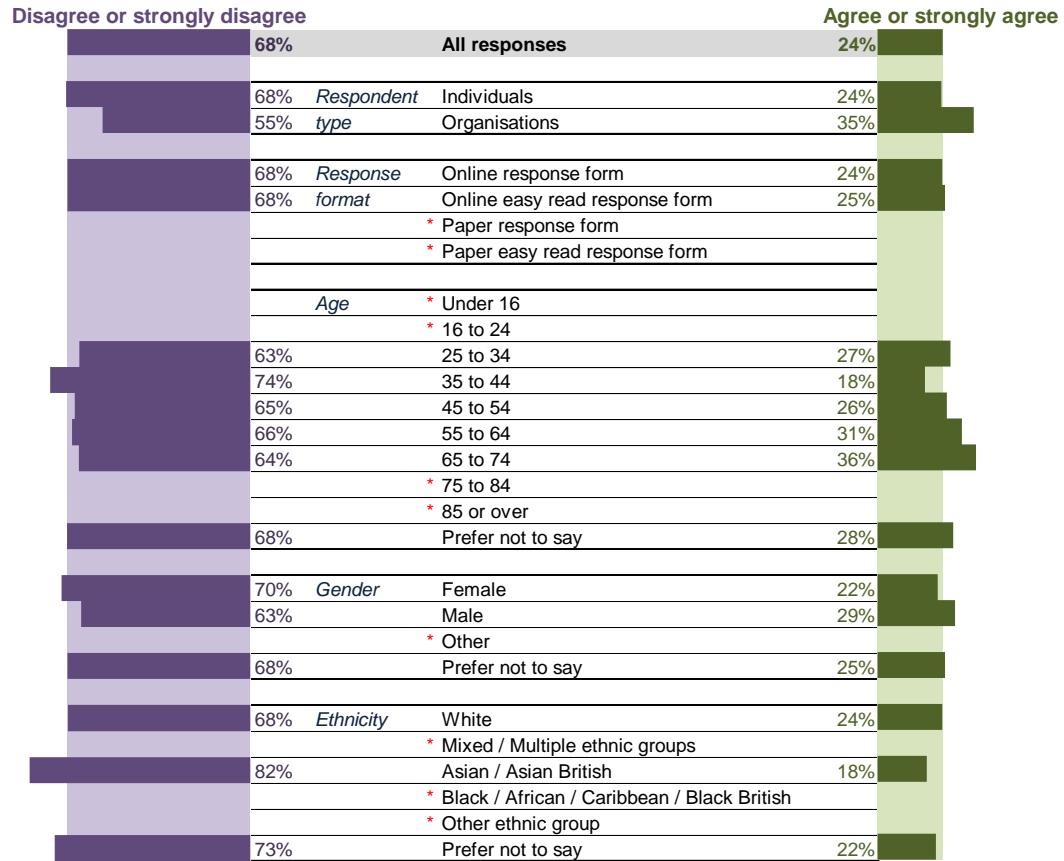 Disagree or strongly disagree Agree or strongly agree
68% All responses 24%
68% Respondent Individuals 24%
55% type Organisations 35%
68% Response Online response form 24%
68% format Online easy read response form 25%
* Paper response form
* Paper easy read response form
Age * Under 16
* 16 to 24
63% 25 to 34 27%
74% 35 to 44 18%
65% 45 to 54 26%
66% 55 to 64 31%
64% 65 to 74 36%
* 75 to 84
* 85 or over
68% Prefer not to say 28%
70% Gender Female 22%
63% Male 29%
* Other
68% Prefer not to say 25%
68% Ethnicity White 24%
* Mixed / Multiple ethnic groups
82% Asian / Asian British 18%
* Black / African / Caribbean / Black British
* Other ethnic group
73% Prefer not to say 22%